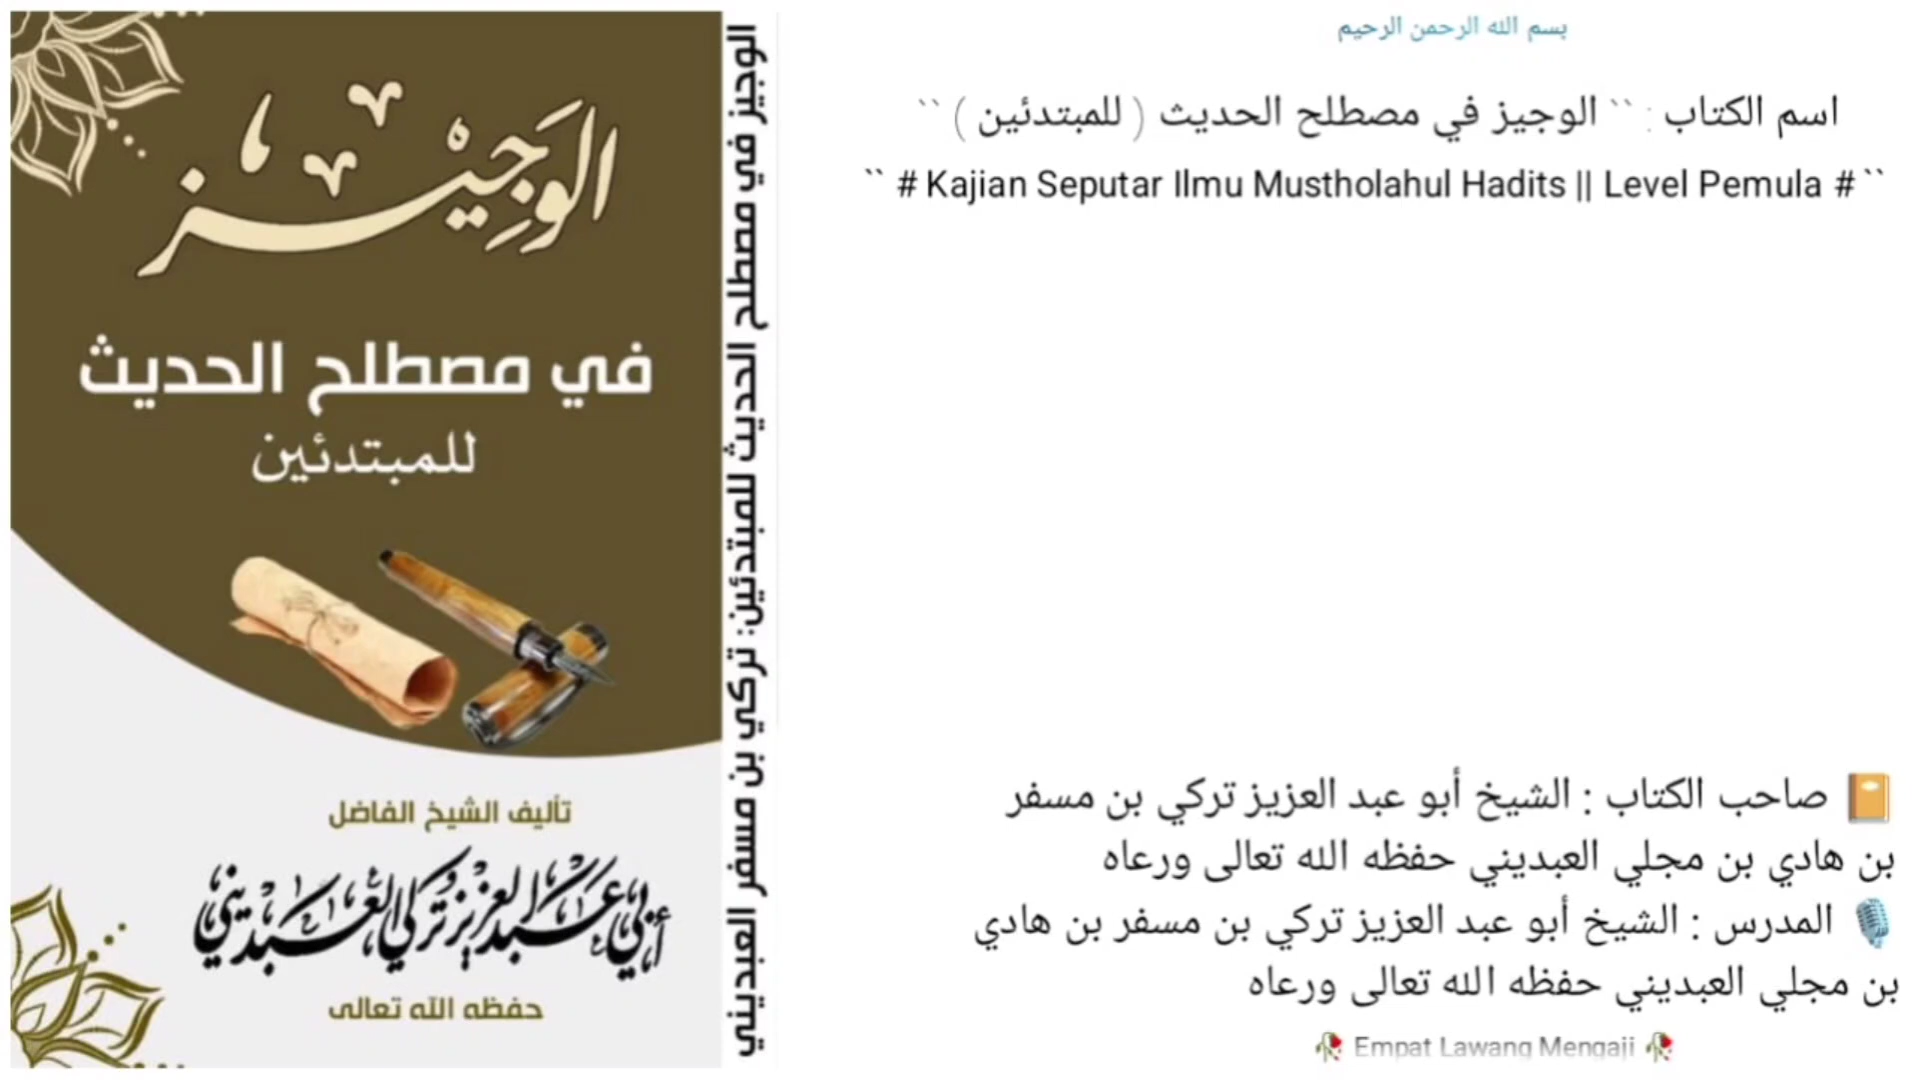 الوجيز
في مصطلح الحديث
للمبتدئين
تأليف الشيخ الفاضل
أبي عبد العزيز تركي العبديني
حفظه الله تعالى
الوجيز في مصطلح الحديث للمبتدئين: تركي بن مسفر العبديني
بسم الله الرحمن الرحيم
اسم الكتاب : `` الوجيز في مصطلح الحديث ( للمبتدئين ) ``
`` # Kajian Seputar Ilmu Mustholahul Hadits || Level Pemula # ``
📔 صاحب الكتاب : الشيخ أبو عبد العزيز تركي بن مسفر
بن هادي بن مجلي العبديني حفظه الله تعالى ورعاه
🎙️ المدرس : الشيخ أبو عبد العزيز تركي بن مسفر بن هادي
بن مجلي العبديني حفظه الله تعالى ورعاه
🥀 Empat Lawang Mengaji 🥀